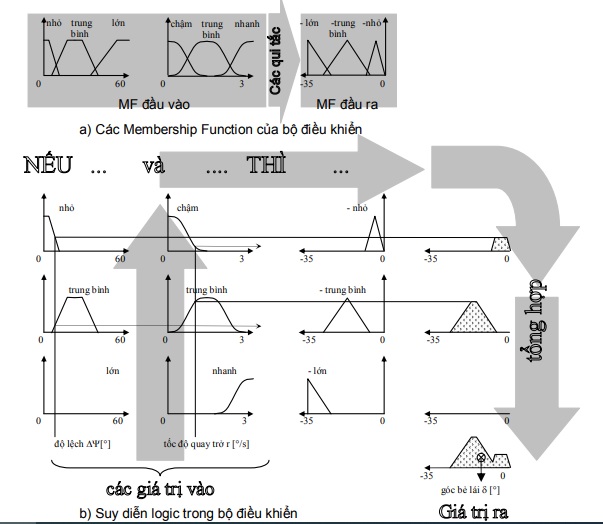 nhỏ trung bình lớn
chậm trung bình nhanh
- lớn -trung bình -nhỏ
Các qui tắc
0 60 0 3 -35 0
MF đầu vào MF đầu ra
a) Các Membership Function của bộ điều khiển
NẾU ... và .... THÌ ...
nhỏ chậm - nhỏ
0 60 0 3 -35 0 -35 0
trung bình trung bình - trung bình
0 60 0 3 -35 0 -35 0
tổng hợp
lớn nhanh - lớn
0 60 0 3 -35 0 -35 0
độ lệch ΔΨ[°] tốc độ quay trở r [°/s]
-35 0
góc bẻ lái δ [°]
các giá trị vào Giá trị ra
b) Suy diễn logic trong bộ điều khiển